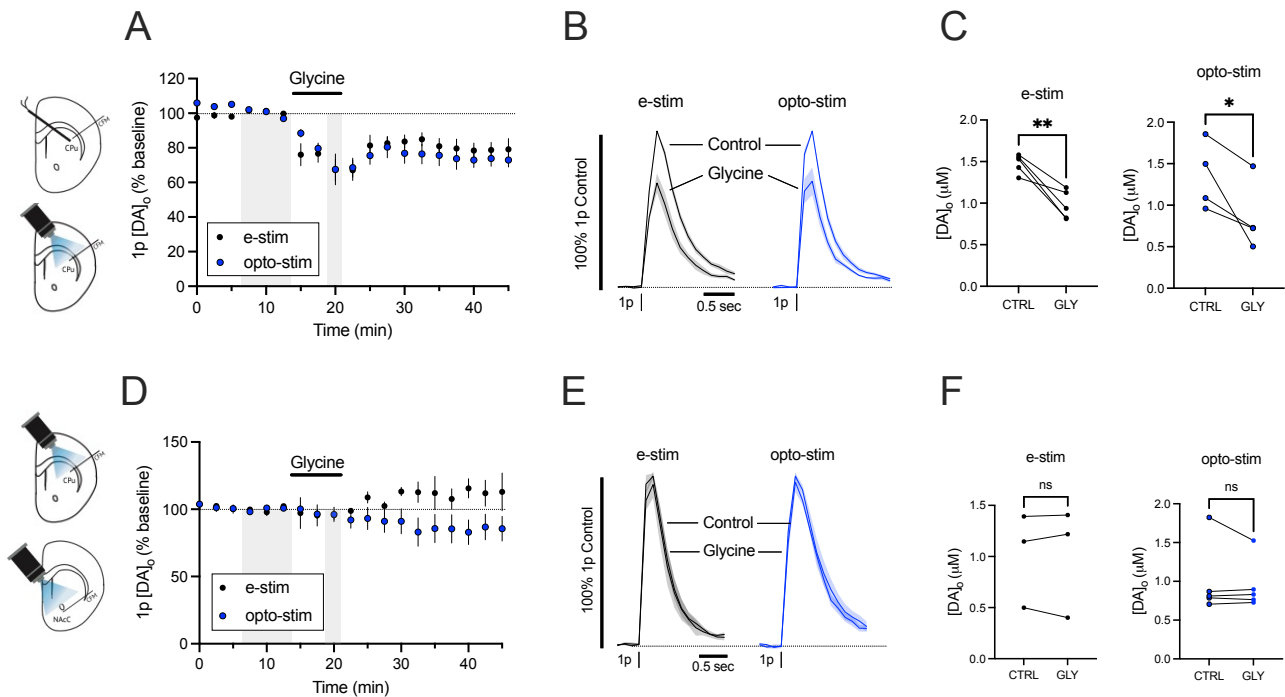 A
B
C
Glycine
120
100
80
60
40
20
0
1p [DA]o (% baseline)
e-stim
opto-stim
0
10
20
30
40
Time (min)
CFM
CPu
CFM
CPu
e-stim
opto-stim
100% 1p Control
Control
Glycine
1p
0.5 sec
1p
e-stim
**
2.0
1.5
1.0
0.5
0.0
[DA]o (μM)
CTRL
GLY
opto-stim
*
2.0
1.5
1.0
0.5
0.0
[DA]o (μM)
CTRL
GLY
D
E
F
CFM
CPu
CFM
NAcC
Glycine
150
100
50
0
1p [DA]o (% baseline)
e-stim
opto-stim
0
10
20
30
40
Time (min)
e-stim
opto-stim
100% 1p Control
Control
Glycine
1p
0.5 sec
1p
e-stim
ns
1.5
1.0
0.5
0.0
[DA]o (μM)
CTRL
GLY
opto-stim
ns
2.0
1.5
1.0
0.5
0.0
[DA]o (μM)
CTRL
GLY